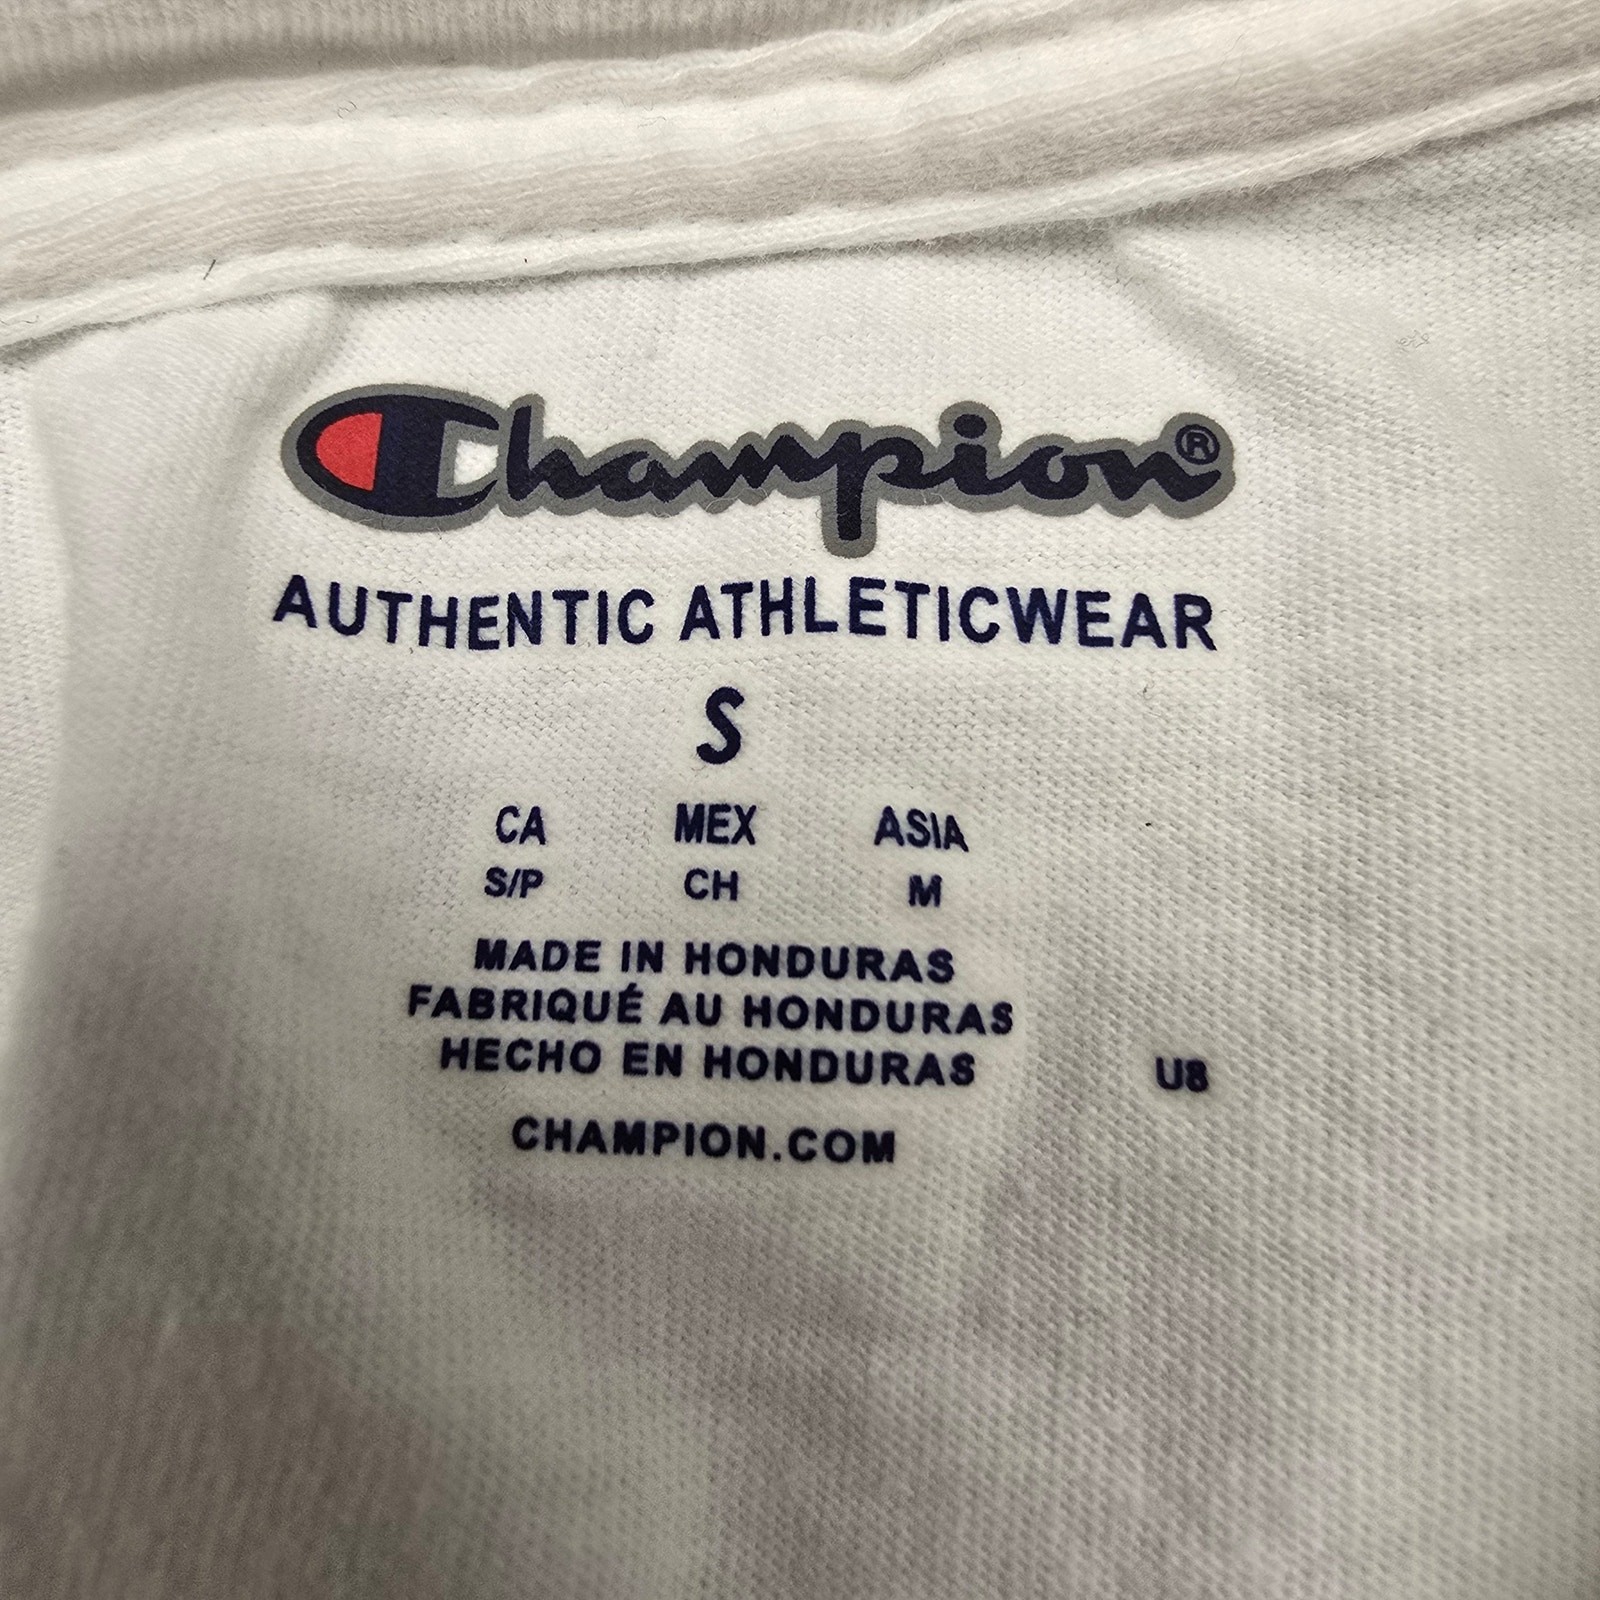 Champion®
AUTHENTIC ATHLETICWEAR
S
CA MEX ASIA
S/P CH M
MADE IN HONDURAS
FABRIQUÉ AU HONDURAS
HECHO EN HONDURAS
U8
CHAMPION.COM